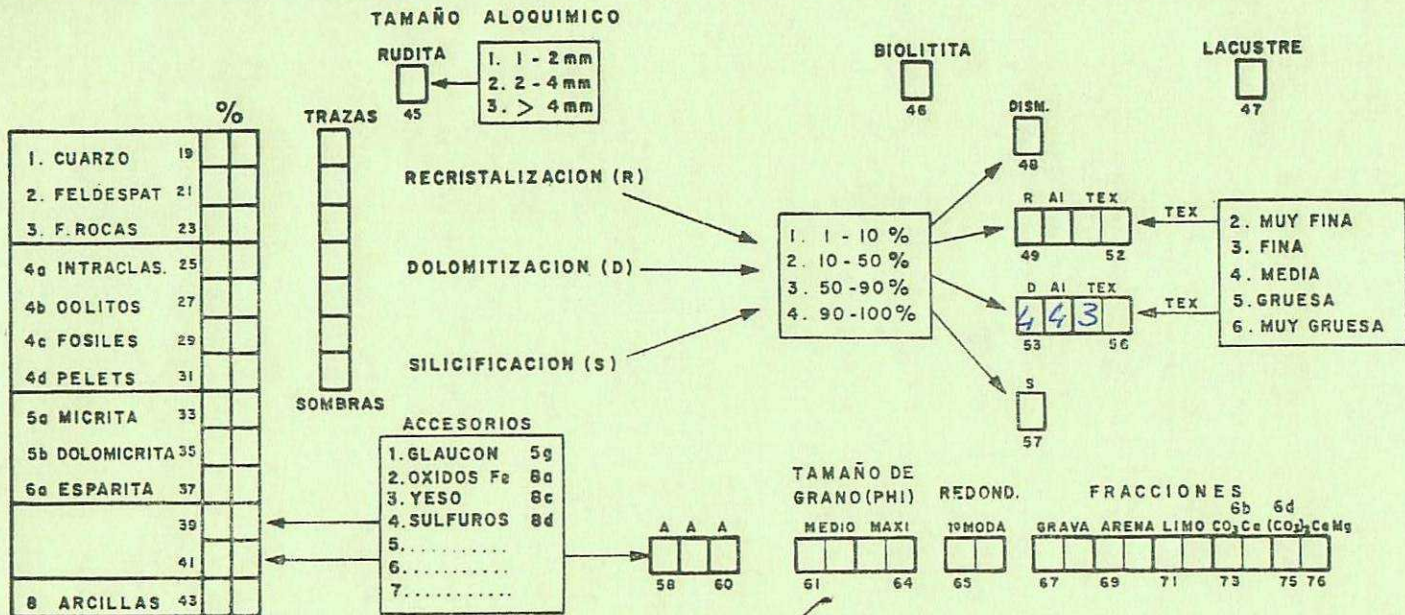 TAMAÑO ALOQUIMICO
RUDITA
1. 1 - 2 mm
2. 2 - 4 mm
3. > 4 mm
45
BIOLITITA
46
LACUSTRE
47
%
TRAZAS
DISM.
48
1. CUARZO 19
2. FELDESPAT 21
3. F. ROCAS 23
4a INTRACLAS. 25
4b OOLITOS 27
4c FOSILES 29
4d PELETS 31
5a MICRITA 33
5b DOLOMICRITA 35
6a ESPARITA 37
39
41
8 ARCILLAS 43
SOMBRAS
RECRISTALIZACION (R)
DOLOMITIZACION (D)
SILICIFICACION (S)
1. 1 - 10 %
2. 10 - 50 %
3. 50 - 90 %
4. 90 - 100 %
R AI TEX
49 52
TEX
D AI TEX
4 4 3
53 56
TEX
2. MUY FINA
3. FINA
4. MEDIA
5. GRUESA
6. MUY GRUESA
S
57
ACCESORIOS
1. GLAUCON 5g
2. OXIDOS Fe 8a
3. YESO 8c
4. SULFUROS 8d
5. ..........
6. ..........
7. ..........
A A A
58 60
TAMAÑO DE
GRANO (PHI)
MEDIO MAXI
61 64
REDOND.
1º MODA
65
FRACCIONES
6b 6d
GRAVA ARENA LIMO CO3Ca (CO3)2CaMg
67 69 71 73 75 76